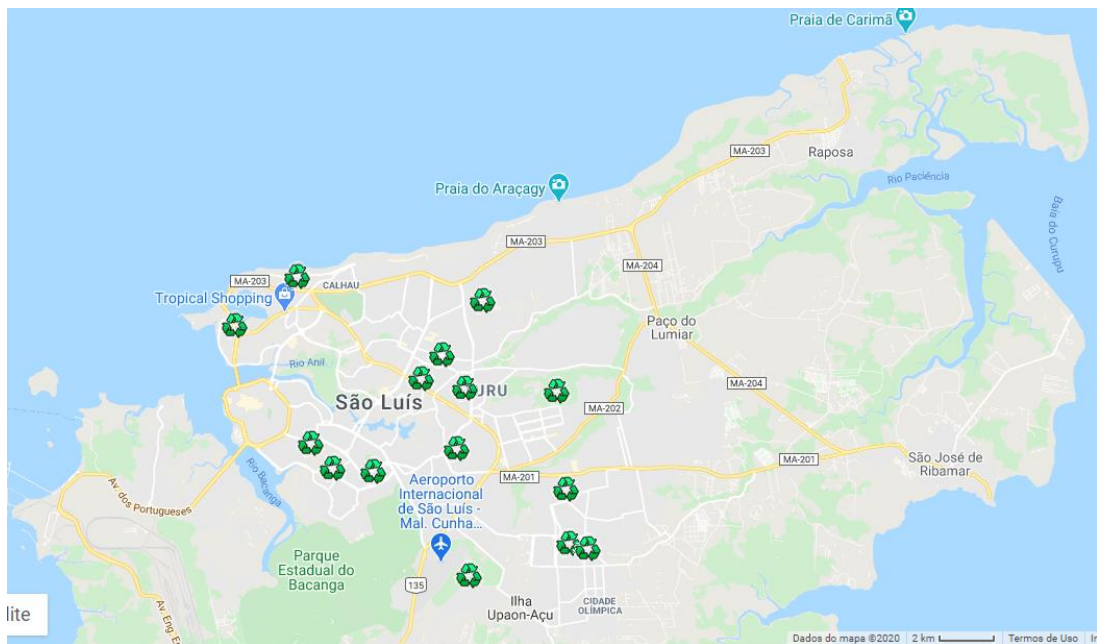 Praia de Carimã
MA-203
Raposa
Rio Paciência
Praia do Araçagy
Baia do Curupu
MA-203
MA-204
MA-203
CALHAU
Tropical Shopping
Paço do
Lumiar
Rio Anil
URU
MA-204
São Luís
MA-202
São José de
Ribamar
MA-201
MA-201
Rio Bacanga
Av. dos Portugueses
Aeroporto
Internacional
de São Luís -
Mal. Cunha...
Parque
Estadual do
Bacanga
135
Ilha
Upaon-Açu
CIDADE
OLÍMPICA
lite
Av. Eng. E
Dados do mapa ©2020
2 km
Termos de Uso